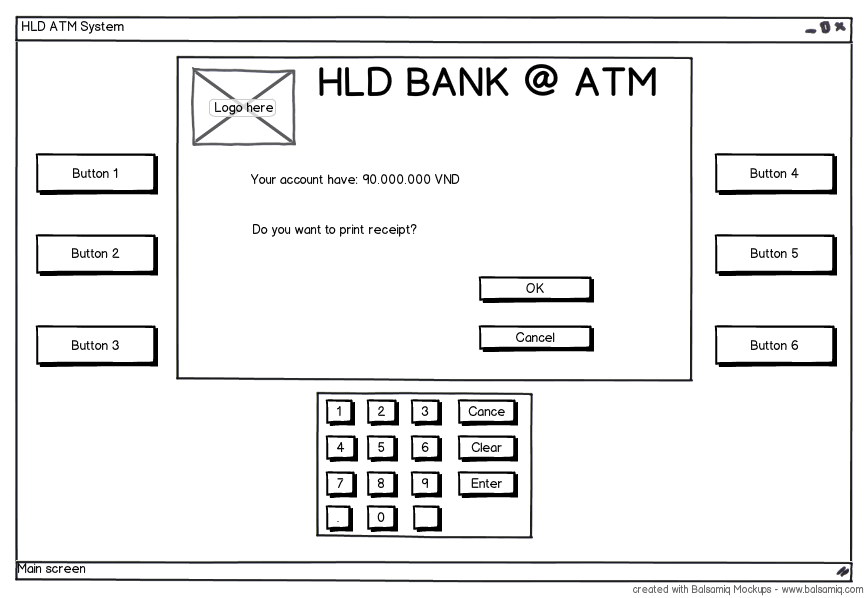 HLD ATM System
HLD BANK @ ATM
Logo here
Button 1
Button 4
Your account have: 90.000.000 VND
Do you want to print receipt?
Button 2
Button 5
OK
Cancel
Button 3
Button 6
1 2 3 Cance
4 5 6 Clear
7 8 9 Enter
. 0
Main screen
created with Balsamiq Mockups - www.balsamiq.com